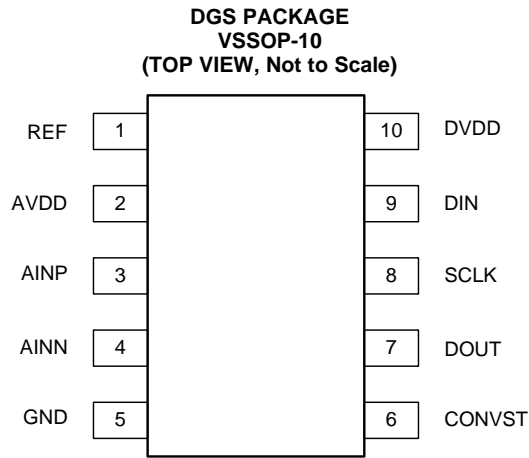 DGS PACKAGE
VSSOP-10
(TOP VIEW, Not to Scale)
REF 1 10 DVDD
AVDD 2 9 DIN
AINP 3 8 SCLK
AINN 4 7 DOUT
GND 5 6 CONVST